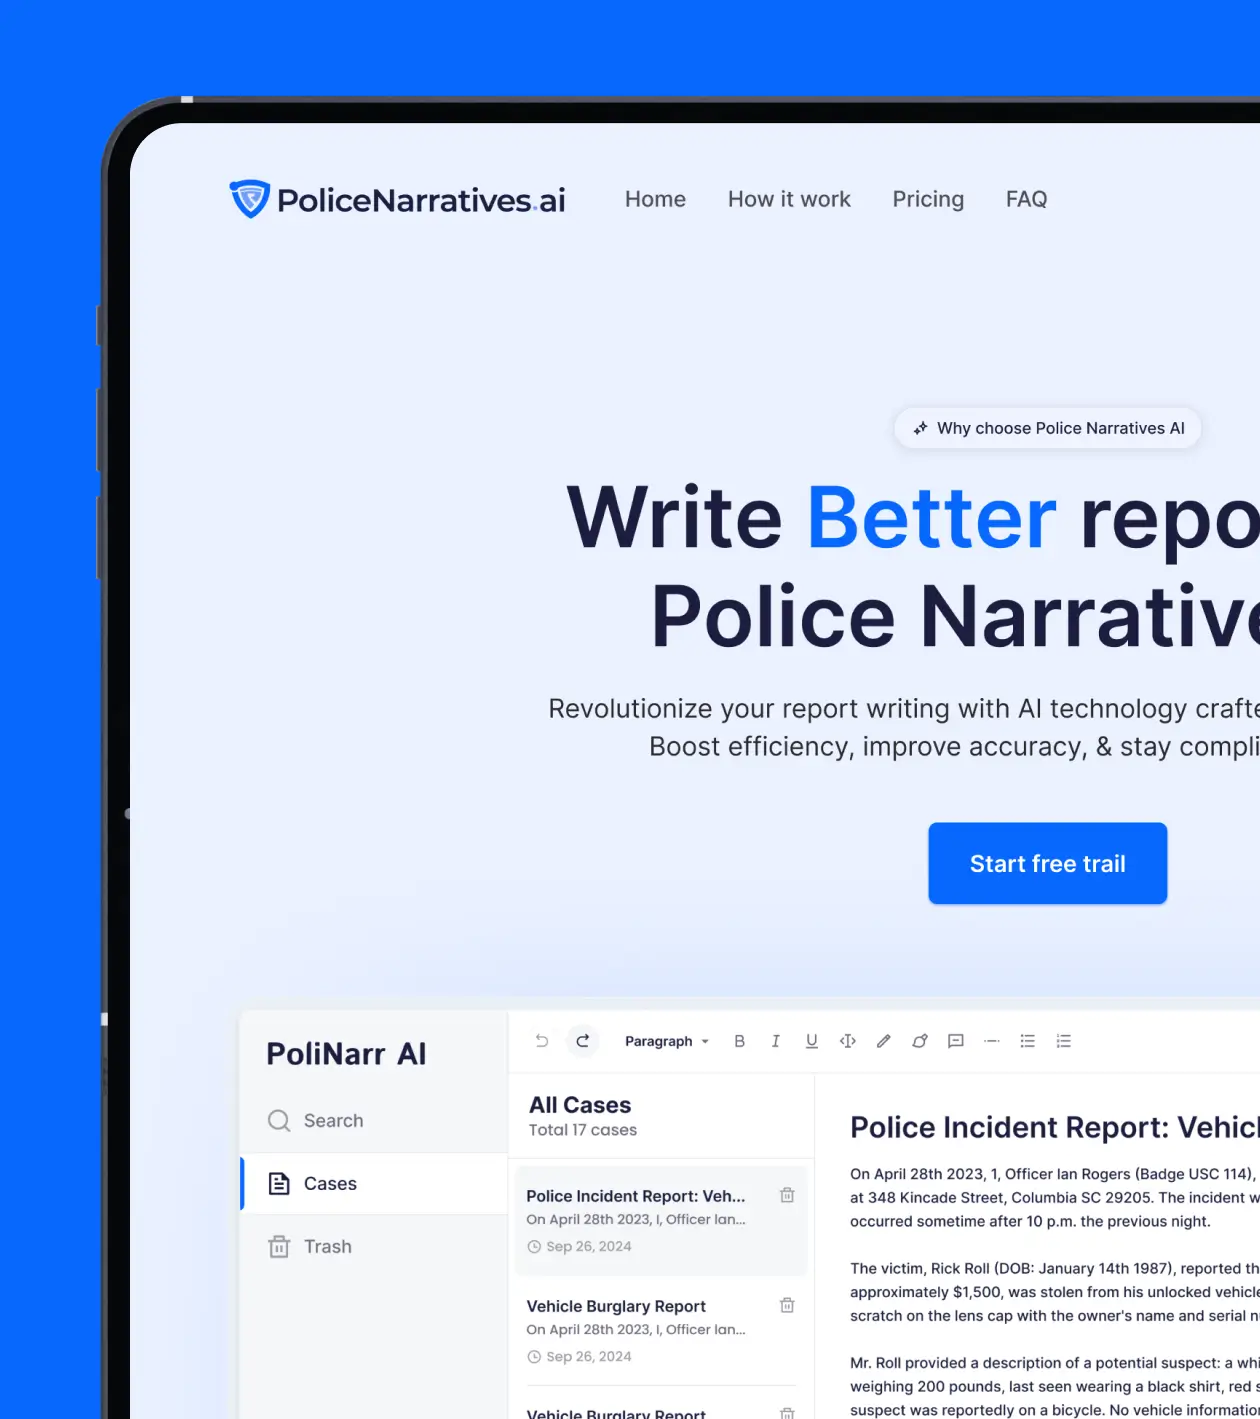 PoliceNarratives.ai
Home
How it work
Pricing
FAQ
Why choose Police Narratives AI
Write Better repo
Police Narrative
Revolutionize your report writing with AI technology crafte
Boost efficiency, improve accuracy, & stay compli
Start free trail
PoliNarr AI
Search
Cases
Trash
Paragraph
B I U
All Cases
Total 17 cases
Police Incident Report: Veh...
On April 28th 2023, I, Officer Ian...
Sep 26, 2024
Vehicle Burglary Report
On April 28th 2023, I, Officer Ian...
Sep 26, 2024
Vehicle Burglary Report
Police Incident Report: Vehicl
On April 28th 2023, 1, Officer Ian Rogers (Badge USC 114),
at 348 Kincade Street, Columbia SC 29205. The incident w
occurred sometime after 10 p.m. the previous night.
The victim, Rick Roll (DOB: January 14th 1987), reported th
approximately $1,500, was stolen from his unlocked vehicle
scratch on the lens cap with the owner's name and serial n
Mr. Roll provided a description of a potential suspect: a whi
weighing 200 pounds, last seen wearing a black shirt, red s
suspect was reportedly on a bicycle. No vehicle information